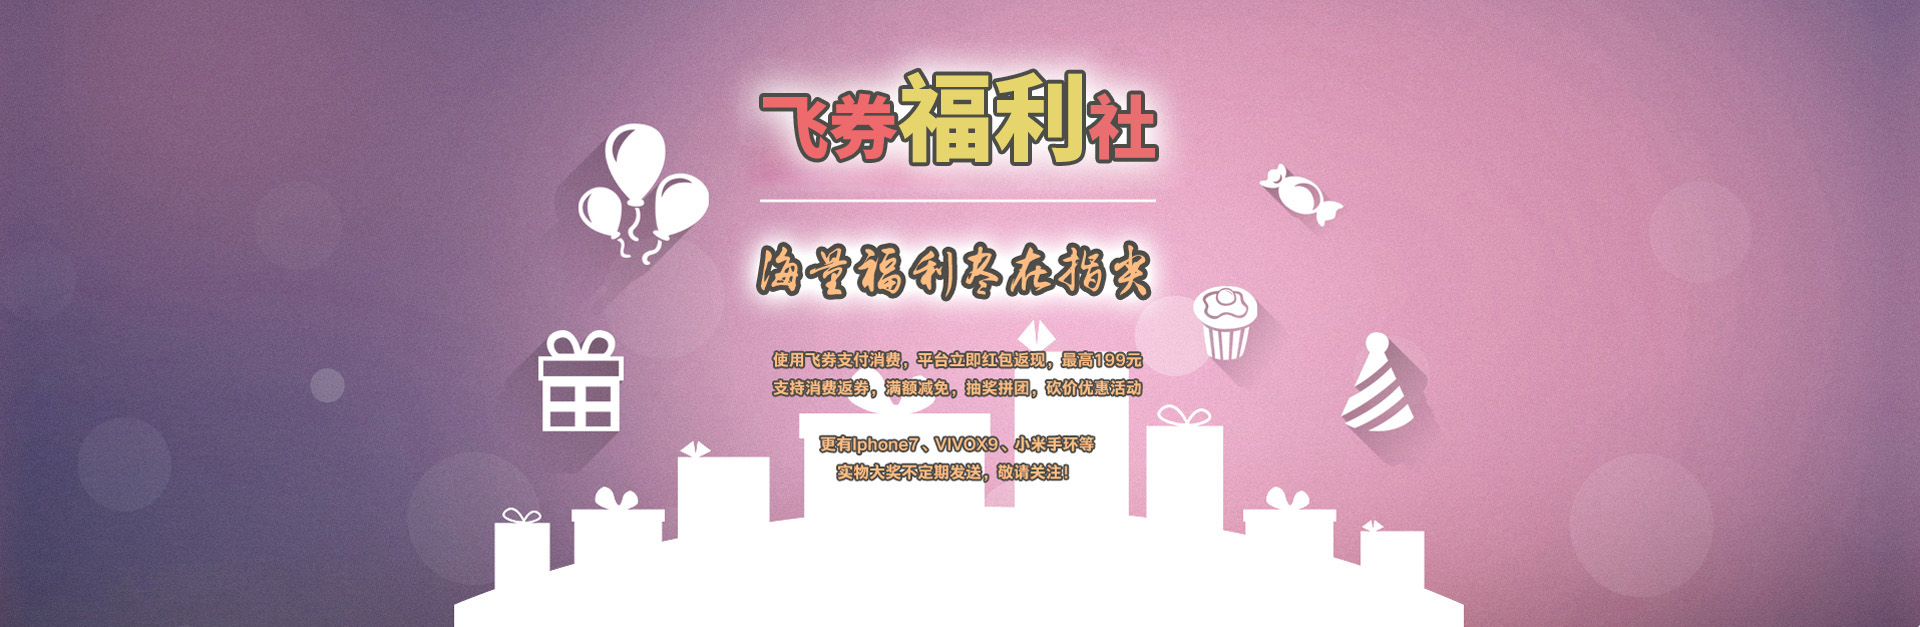 飞券福利社
海量福利尽在指尖
使用飞券支付消费，平台立即红包返现，最高199元
支持消费返券，满额减免，抽奖拼团，砍价优惠活动
更有Iphone7、VIVOX9、小米手环等
实物大奖不定期发送，敬请关注！